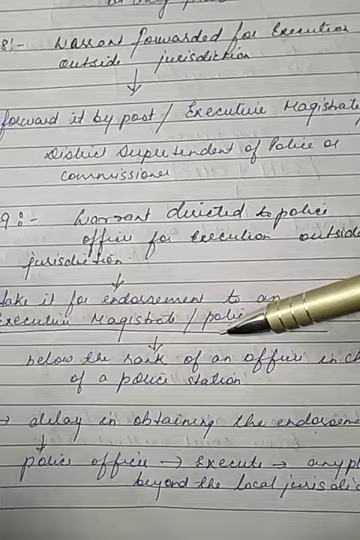 8:- Warrant forwarded for Execution
outside jurisdiction
forward it by post / Executive Magistrate
District Superintendent of Police or
Commissioner
9:- Warrant directed to police
officer for execution outside
jurisdiction.
take it for endorsement to an
Executive Magistrate / polic
below the rank of an officer in ch
of a police station
→ delay in obtaining the endorseme
police officer → Execute → any pl
beyond the local jurisdic